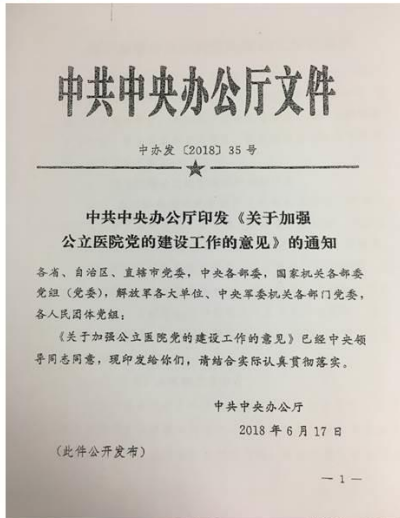 中共中央办公厅文件
中办发〔2018〕35号
中共中央办公厅印发《关于加强
公立医院党的建设工作的意见》的通知
各省、自治区、直辖市党委，中央各部委，国家机关各部委
党组（党委），解放军各大单位、中央军委机关各部门党委，
各人民团体党组：
《关于加强公立医院党的建设工作的意见》已经中央领
导同志同意，现印发给你们，请结合实际认真贯彻落实。
中共中央办公厅
2018年6月17日
（此件公开发布）
— 1 —